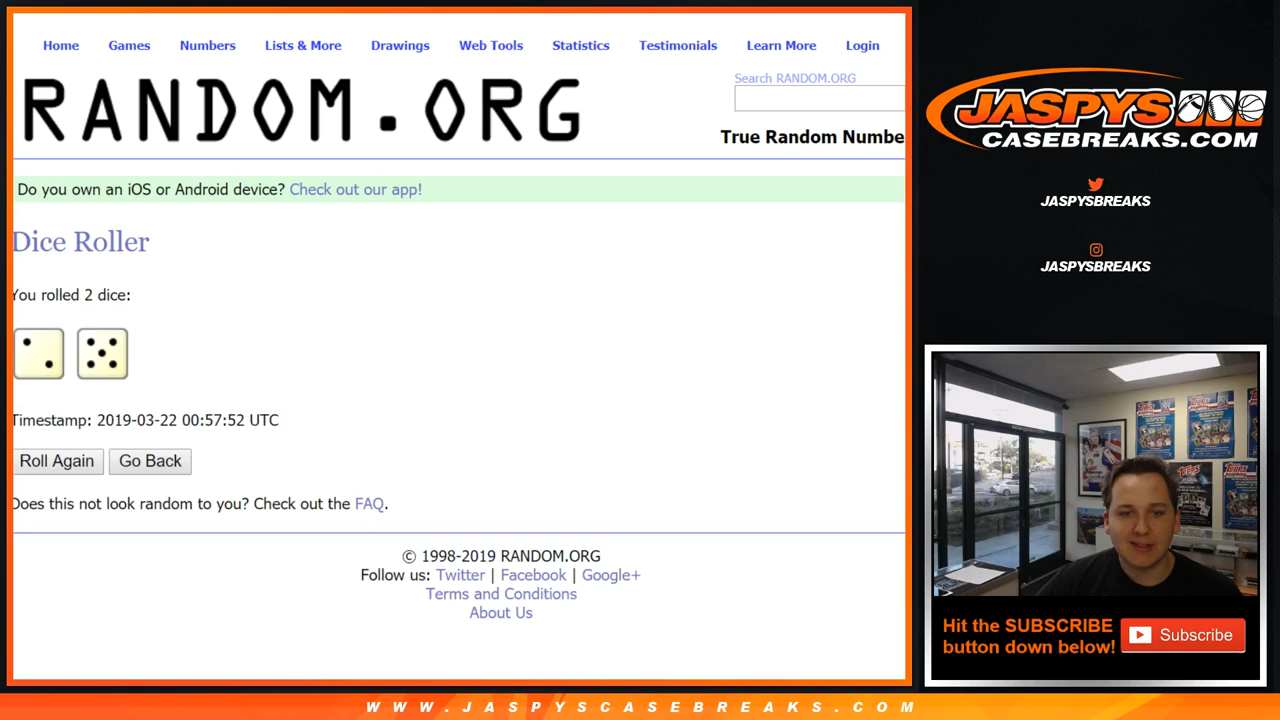 Home Games Numbers Lists & More Drawings Web Tools Statistics Testimonials Learn More Login
RANDOM.ORG
Search RANDOM.ORG
True Random Numbe
Do you own an iOS or Android device? Check out our app!
Dice Roller
You rolled 2 dice:
Timestamp: 2019-03-22 00:57:52 UTC
Roll Again Go Back
Does this not look random to you? Check out the FAQ.
© 1998-2019 RANDOM.ORG
Follow us: Twitter | Facebook | Google+
Terms and Conditions
About Us
JASPYS
CASEBREAKS.COM
JASPYSBREAKS
JASPYSBREAKS
Topps
Topps
Topps
Topps
Hit the SUBSCRIBE
button down below!
Subscribe
WWW.JASPYSCASEBREAKS.COM